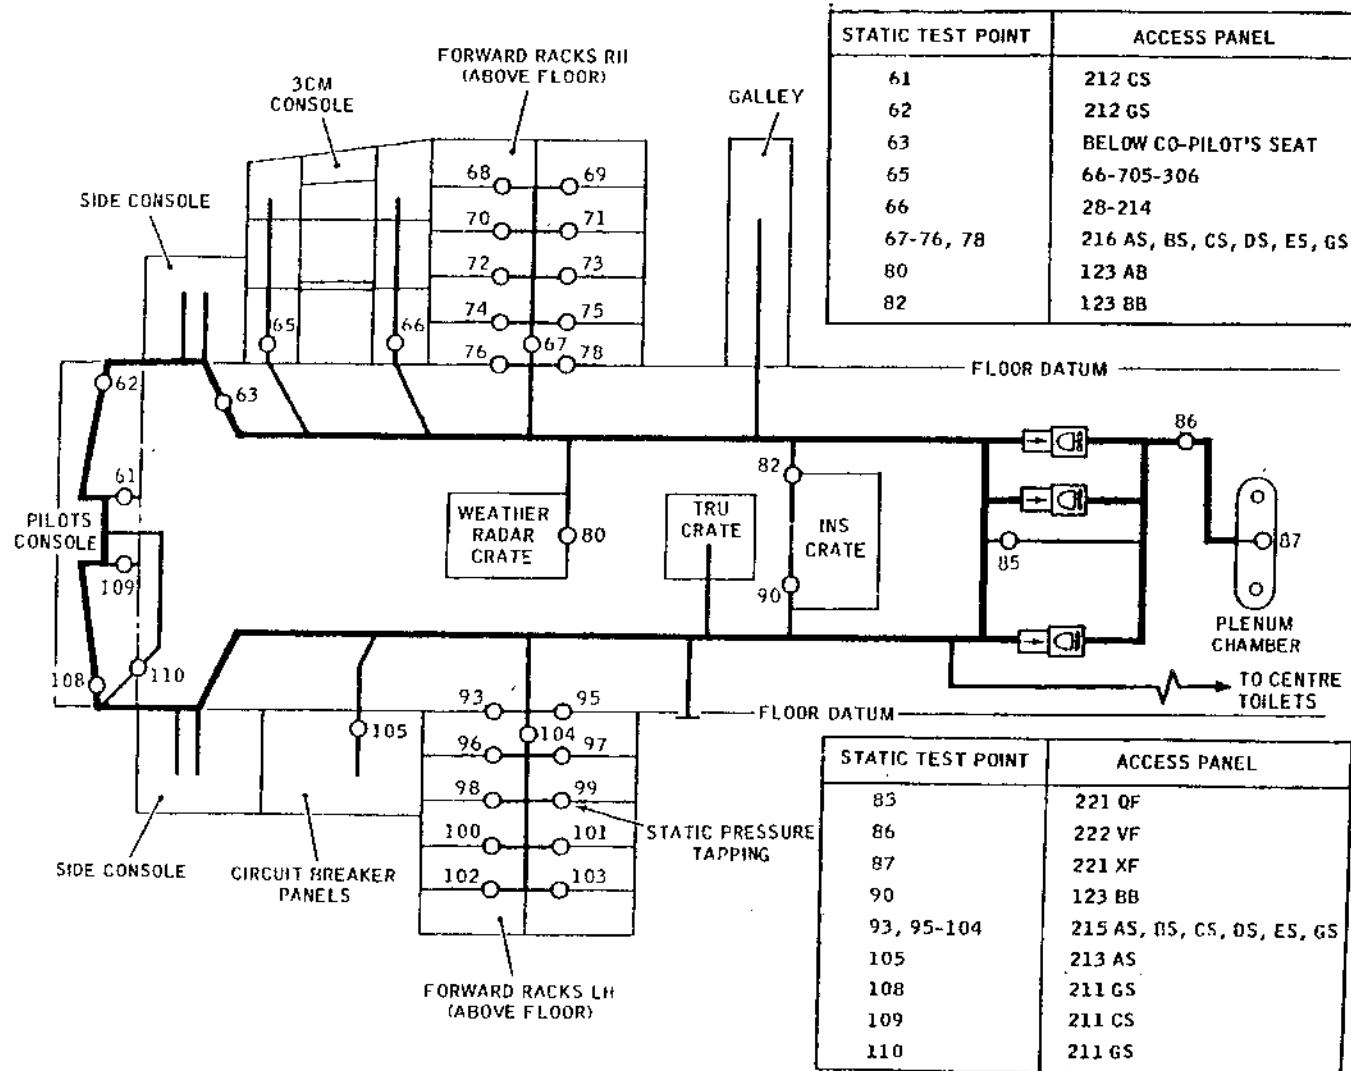 STATIC TEST POINT ACCESS PANEL
61 212 CS
62 212 GS
63 BELOW CO-PILOT'S SEAT
65 66-705-306
66 28-214
67-76, 78 216 AS, BS, CS, DS, ES, GS
80 123 AB
82 123 BB
FORWARD RACKS RH
(ABOVE FLOOR)
3CM
CONSOLE
GALLEY
SIDE CONSOLE
68 69
70 71
72 73
74 75
65 66 67
76 78
FLOOR DATUM
62
63
86
61
82
PILOTS
CONSOLE
WEATHER
RADAR
CRATE
80
TRU
CRATE
INS
CRATE
85
87
109
90
PLENUM
CHAMBER
108 110
TO CENTRE
TOILETS
93 95
FLOOR DATUM
105
104
96 97
98 99
STATIC PRESSURE
TAPPING
100 101
102 103
SIDE CONSOLE
CIRCUIT BREAKER
PANELS
FORWARD RACKS LH
(ABOVE FLOOR)
STATIC TEST POINT ACCESS PANEL
85 221 QF
86 222 VF
87 221 XF
90 123 BB
93, 95-104 215 AS, BS, CS, DS, ES, GS
105 213 AS
108 211 GS
109 211 CS
110 211 GS